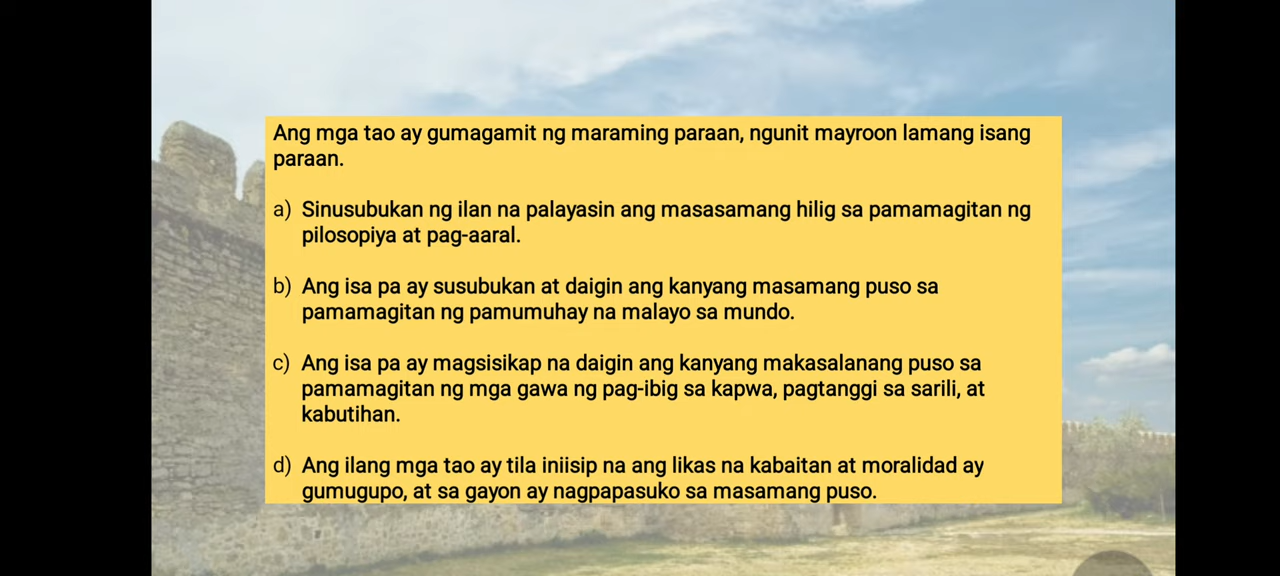 Ang mga tao ay gumagamit ng maraming paraan, ngunit mayroon lamang isang
paraan.
a) Sinusubukan ng ilan na palayasin ang masasamang hilig sa pamamagitan ng
pilosopiya at pag-aaral.
b) Ang isa pa ay susubukan at daigin ang kanyang masamang puso sa
pamamagitan ng pamumuhay na malayo sa mundo.
c) Ang isa pa ay magsisikap na daigin ang kanyang makasalanang puso sa
pamamagitan ng mga gawa ng pag-ibig sa kapwa, pagtanggi sa sarili, at
kabutihan.
d) Ang ilang mga tao ay tila iniisip na ang likas na kabaitan at moralidad ay
gumugupo, at sa gayon ay nagpapasuko sa masamang puso.